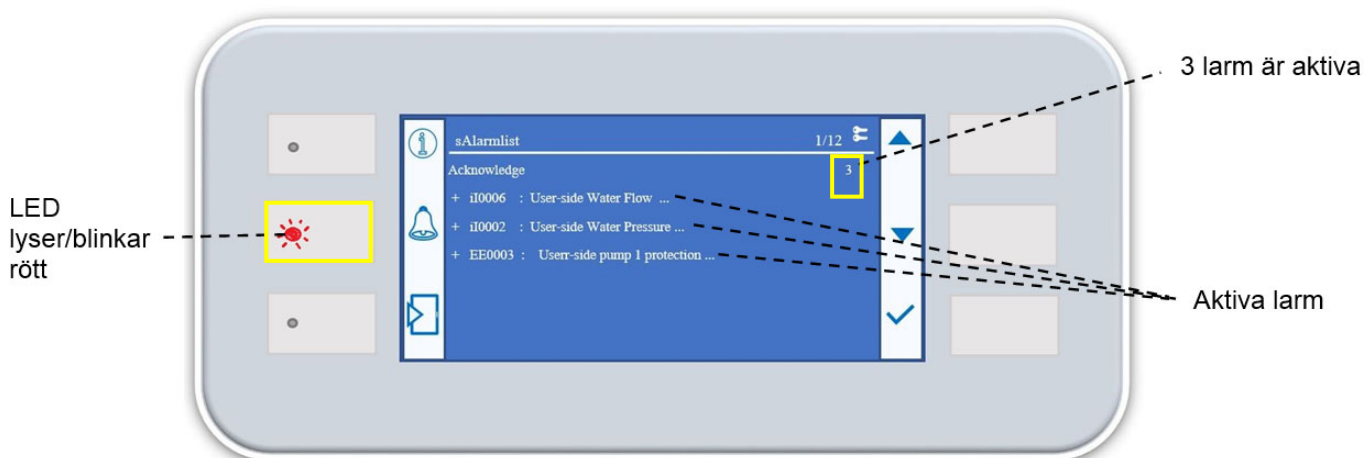 3 larm är aktiva
sAlarmlist 1/12
Acknowledge 3
+ iI0006 : User-side Water Flow ...
+ iI0002 : User-side Water Pressure ...
+ EE0003 : Userr-side pump 1 protection ...
LED
lyser/blinkar
rött
Aktiva larm